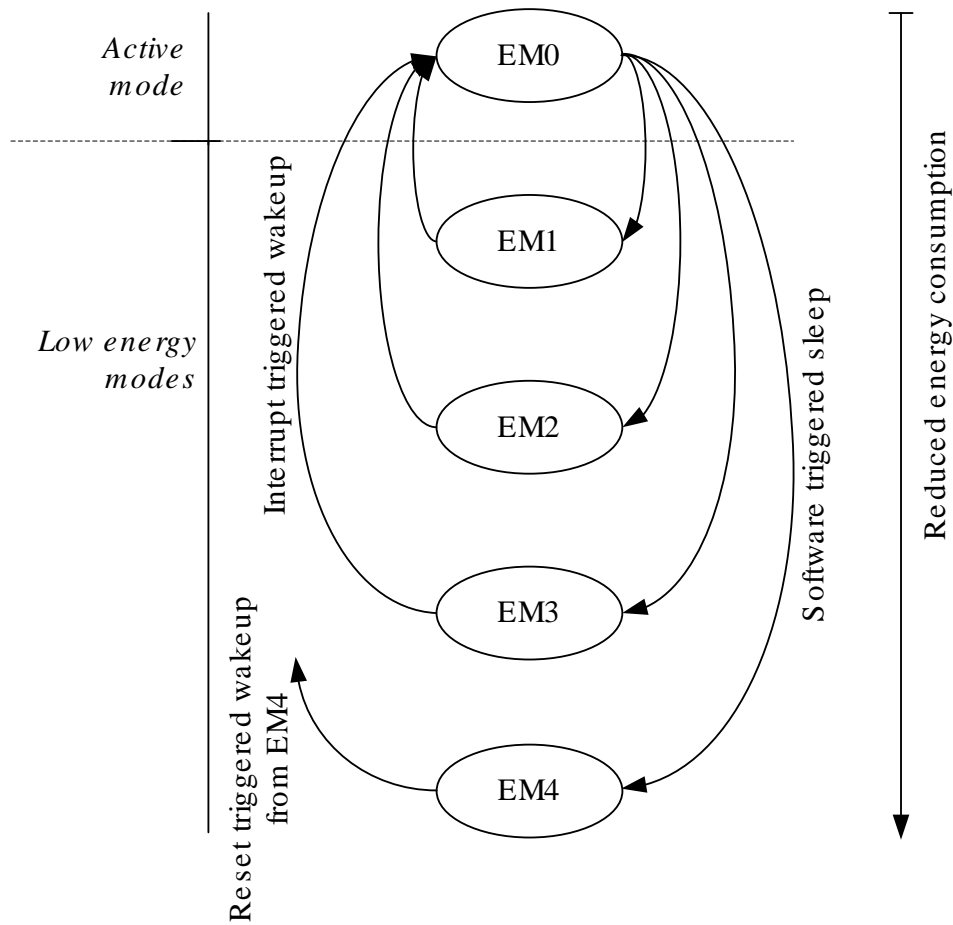 Active
mode
EM0
EM1
Low energy
modes
EM2
EM3
EM4
Interrupt triggered wakeup
Reset triggered wakeup
from EM4
Software triggered sleep
Reduced energy consumption